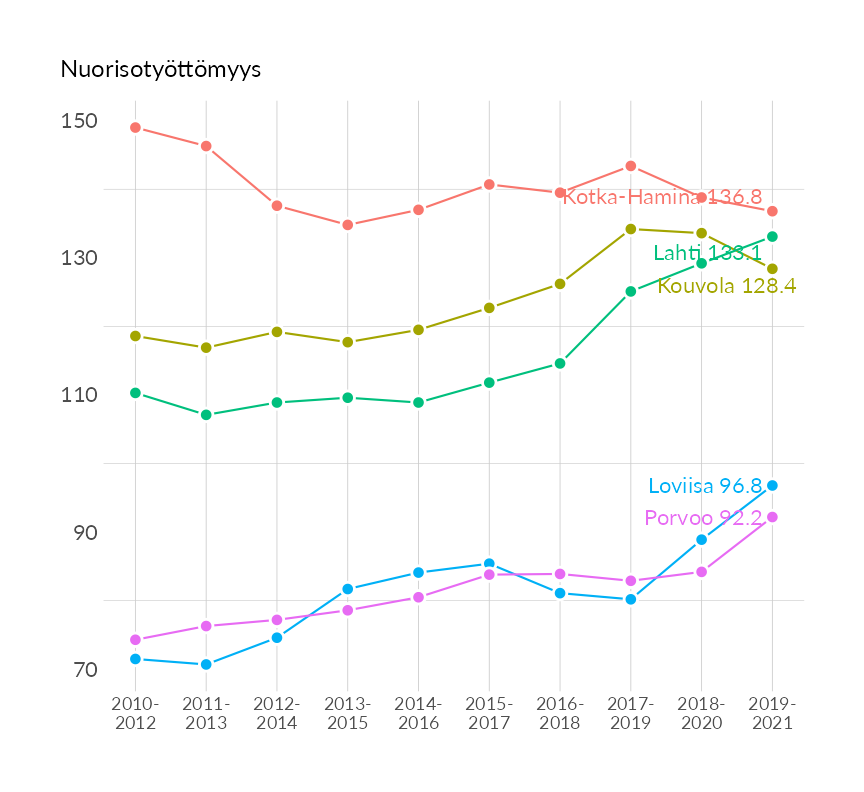 Nuorisotyöttömyys
150
Kotka-Hamina 136.8
130
Lahti 133.1
Kouvola 128.4
110
Loviisa 96.8
Porvoo 92.2
90
70
2010- 2011- 2012- 2013- 2014- 2015- 2016- 2017- 2018- 2019-
2012 2013 2014 2015 2016 2017 2018 2019 2020 2021